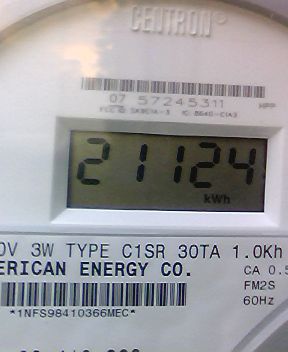 CENTRON®
07 57245311 HPP
21124
kWh
0V 3W TYPE C1SR 30TA 1.0Kh
ERICAN ENERGY CO.
CA 0.5
FM2S
60Hz
*1NFS98410366MEC*